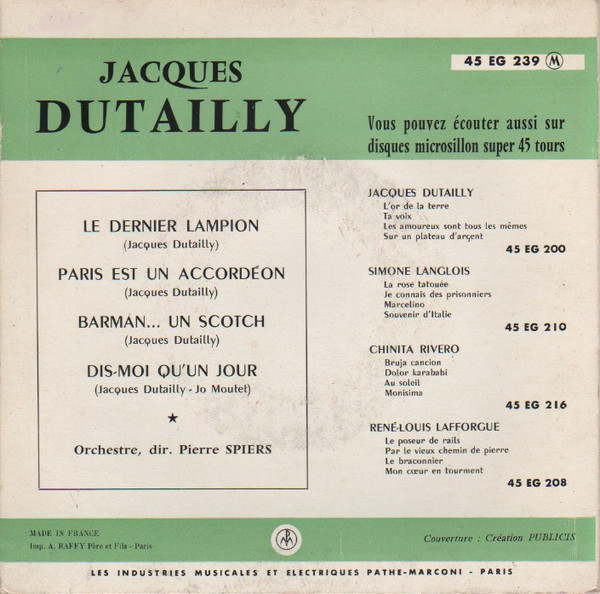 JACQUES
DUTAILLY
45 EG 239 M
Vous pouvez écouter aussi sur
disques microsillon super 45 tours
LE DERNIER LAMPION
(Jacques Dutailly)
PARIS EST UN ACCORDÉON
(Jacques Dutailly)
BARMAN... UN SCOTCH
(Jacques Dutailly)
DIS-MOI QU'UN JOUR
(Jacques Dutailly - Jo Moutet)
Orchestre, dir. Pierre SPIERS
JACQUES DUTAILLY
L'or de la terre
Ta voix
Les amoureux sont tous les mêmes
Sur un plateau d'argent
45 EG 200
SIMONE LANGLOIS
La rose tatouée
Je connais des prisonniers
Marcelino
Souvenir d'Italie
45 EG 210
CHINITA RIVERO
Bruja cancion
Dolor karababi
Au soleil
Monisima
45 EG 216
RENÉ-LOUIS LAFFORGUE
Le poseur de rails
Par le vieux chemin de pierre
Le braconnier
Mon cœur en tourment
45 EG 208
MADE IN FRANCE
Imp. A. RAFFY Père et Fils - Paris
Couverture : Création PUBLICIS
LES INDUSTRIES MUSICALES ET ELECTRIQUES PATHE-MARCONI - PARIS